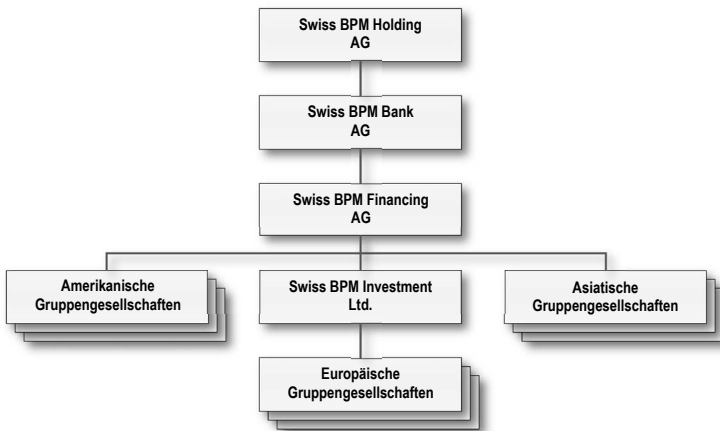 Swiss BPM Holding
AG
Swiss BPM Bank
AG
Swiss BPM Financing
AG
Amerikanische
Gruppengesellschaften
Swiss BPM Investment
Ltd.
Asiatische
Gruppengesellschaften
Europäische
Gruppengesellschaften